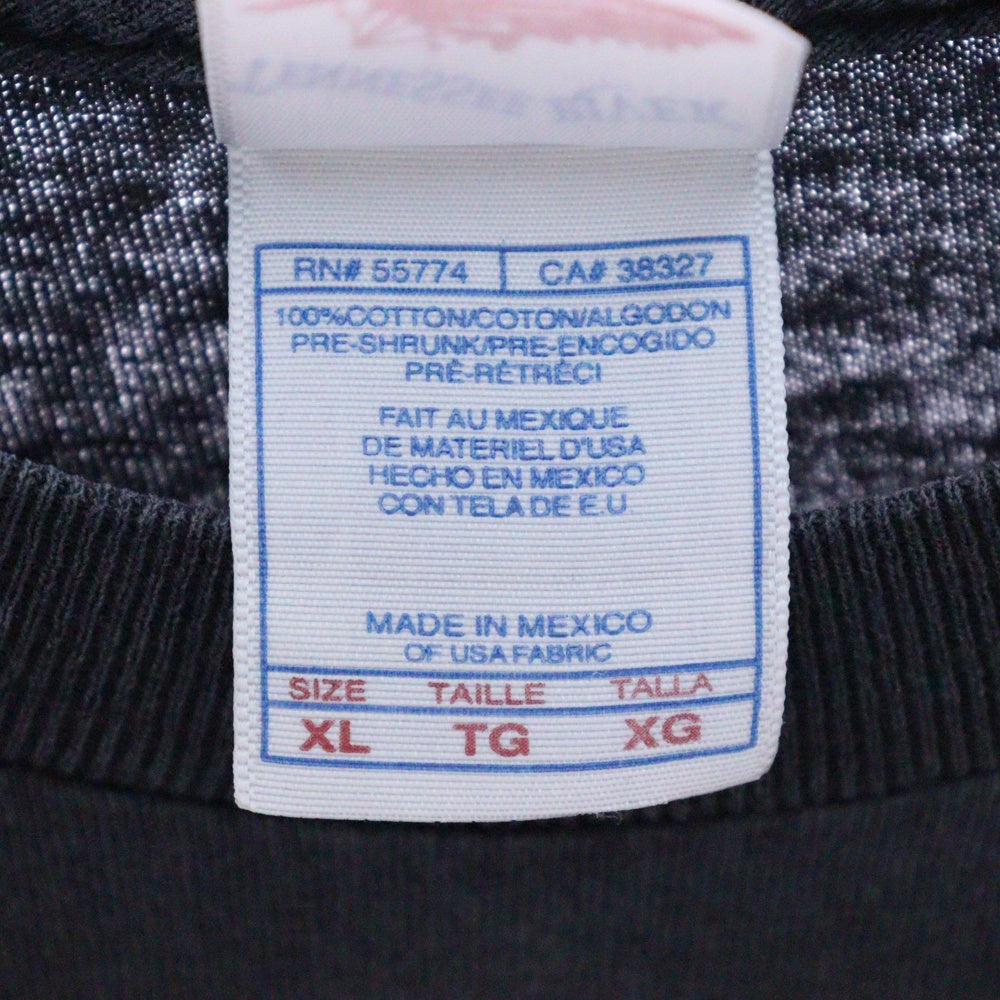 TENNESSEE RIVER
RN# 55774 CA# 38327
100%COTTON/COTON/ALGODON
PRE-SHRUNK/PRE-ENCOGIDO
PRÉ-RÉTRÉCI
FAIT AU MEXIQUE
DE MATERIEL D'USA
HECHO EN MEXICO
CON TELA DE E.U.
MADE IN MEXICO
OF USA FABRIC
SIZE TAILLE TALLA
XL TG XG